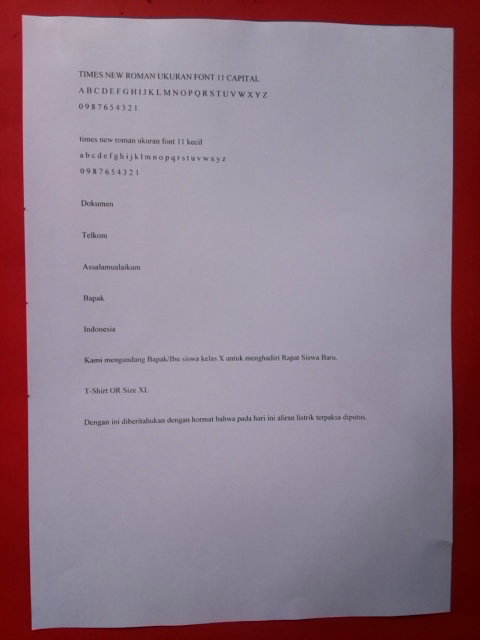 TIMES NEW ROMAN UKURAN FONT 11 CAPITAL
A B C D E F G H I J K L M N O P Q R S T U V W X Y Z
0 9 8 7 6 5 4 3 2 1
times new roman ukuran font 11 kecil
a b c d e f g h i j k l m n o p q r s t u v w x y z
0 9 8 7 6 5 4 3 2 1
Dokumen
Telkom
Assalamualaikum
Bapak
Indonesia
Kami mengundang Bapak/Ibu siswa kelas X untuk menghadiri Rapat Siswa Baru.
T-Shirt OR Size XL
Dengan ini diberitahukan dengan hormat bahwa pada hari ini aliran listrik terpaksa diputus.